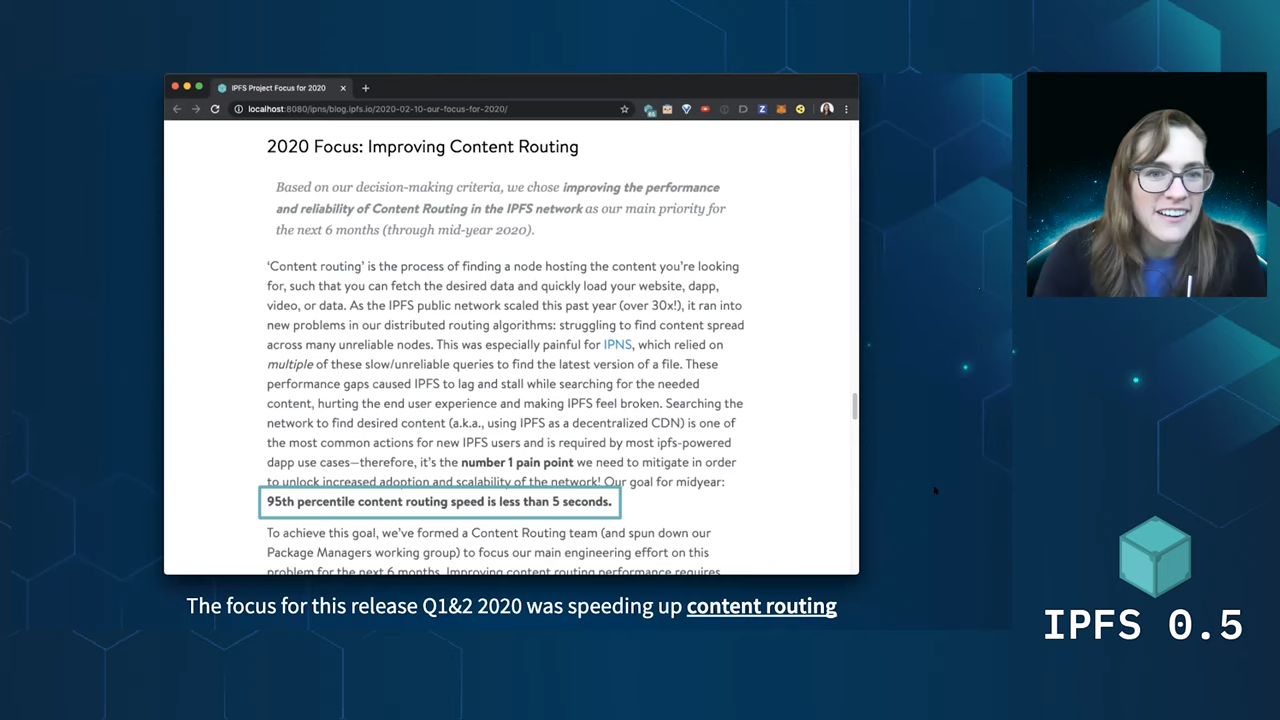 IPFS Project Focus for 2020
localhost:8080/ipns/blog.ipfs.io/2020-02-10-our-focus-for-2020/
2020 Focus: Improving Content Routing
Based on our decision-making criteria, we chose improving the performance
and reliability of Content Routing in the IPFS network as our main priority for
the next 6 months (through mid-year 2020).
‘Content routing’ is the process of finding a node hosting the content you’re looking
for, such that you can fetch the desired data and quickly load your website, dapp,
video, or data. As the IPFS public network scaled this past year (over 30x!), it ran into
new problems in our distributed routing algorithms: struggling to find content spread
across many unreliable nodes. This was especially painful for IPNS, which relied on
multiple of these slow/unreliable queries to find the latest version of a file. These
performance gaps caused IPFS to lag and stall while searching for the needed
content, hurting the end user experience and making IPFS feel broken. Searching the
network to find desired content (a.k.a., using IPFS as a decentralized CDN) is one of
the most common actions for new IPFS users and is required by most ipfs-powered
dapp use cases—therefore, it’s the number 1 pain point we need to mitigate in order
to unlock increased adoption and scalability of the network! Our goal for midyear:
95th percentile content routing speed is less than 5 seconds.
To achieve this goal, we’ve formed a Content Routing team (and spun down our
Package Managers working group) to focus our main engineering effort on this
problem for the next 6 months. Improving content routing performance requires
The focus for this release Q1&2 2020 was speeding up content routing
IPFS 0.5